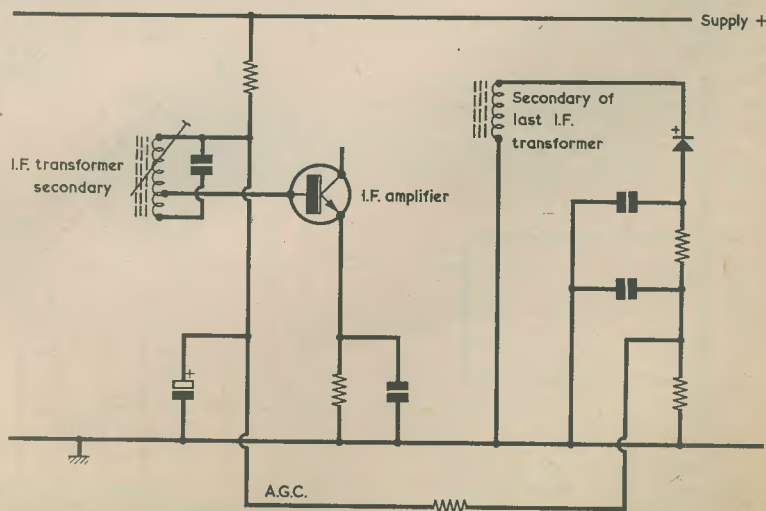 Supply +
Secondary of
last I.F.
transformer
+
I.F. transformer
secondary
I.F. amplifier
+
A.G.C.